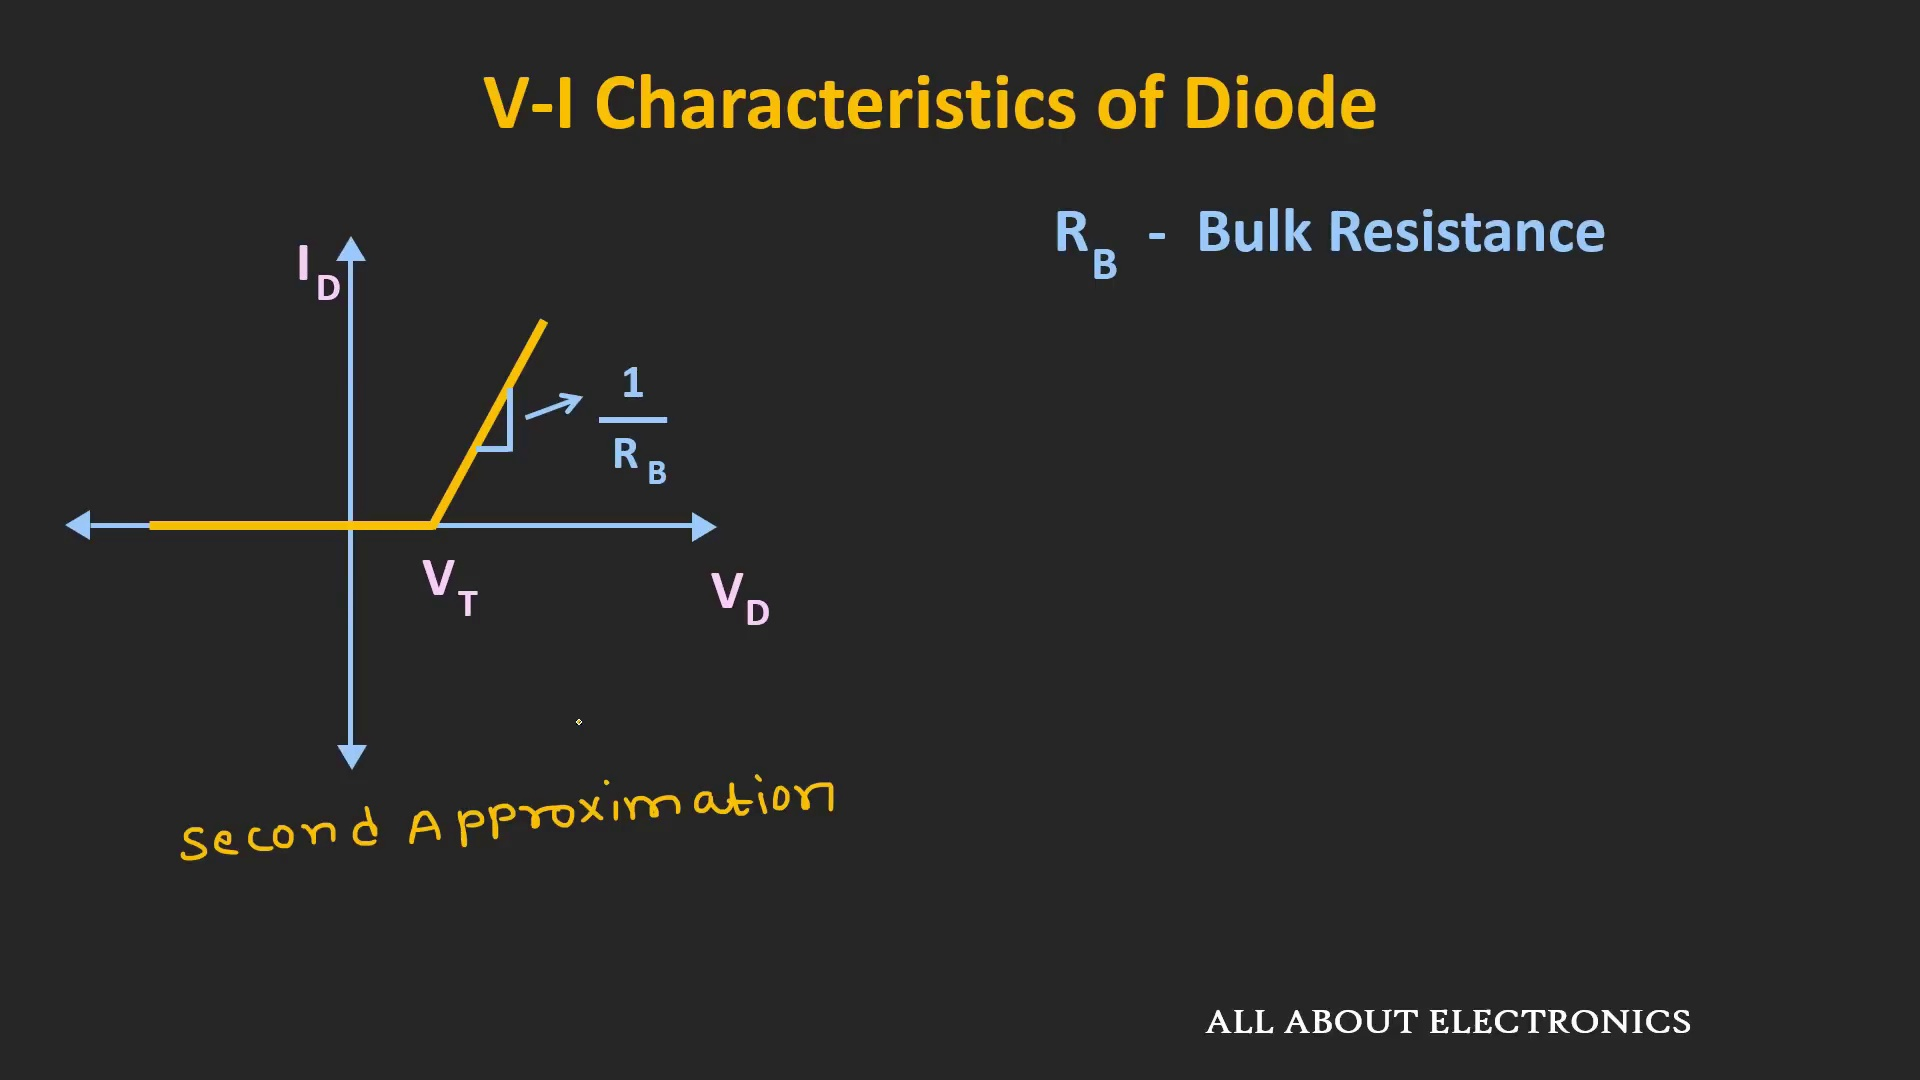 V-I Characteristics of Diode
R_B - Bulk Resistance
I_D
1
R_B
V_T
V_D
Second Approximation
ALL ABOUT ELECTRONICS